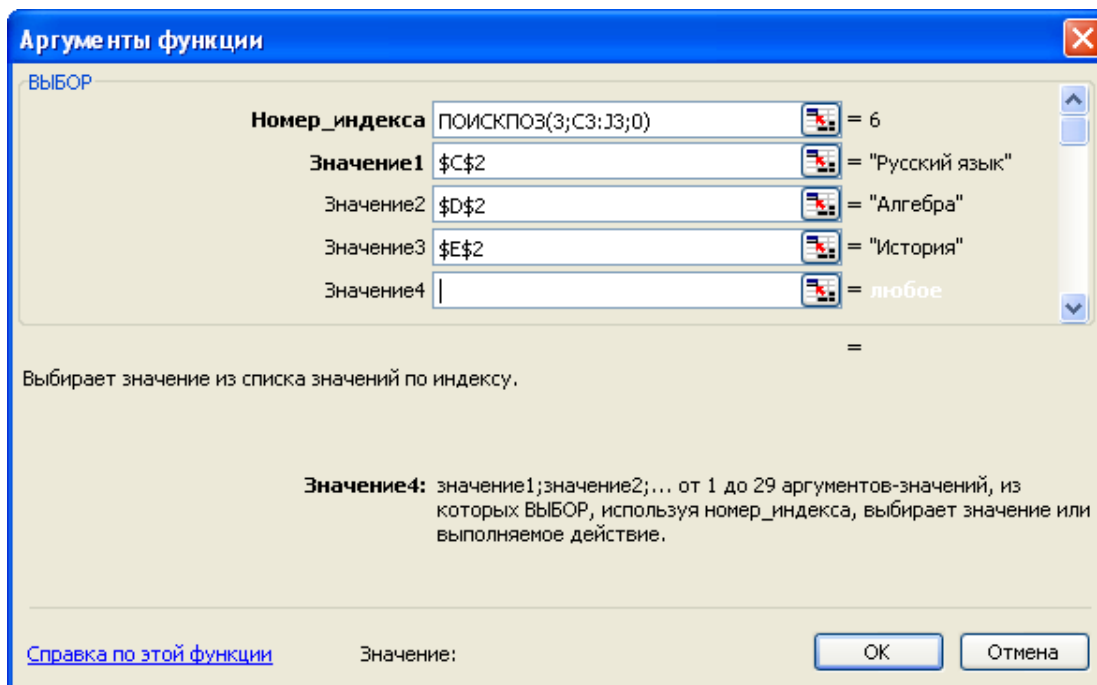 Аргументы функции
ВЫБОР
Номер_индекса ПОИСКПОЗ(3;C3:J3;0) = 6
Значение1 $C$2 = "Русский язык"
Значение2 $D$2 = "Алгебра"
Значение3 $E$2 = "История"
Значение4 = любое
=
Выбирает значение из списка значений по индексу.
Значение4: значение1;значение2;... от 1 до 29 аргументов-значений, из
которых ВЫБОР, используя номер_индекса, выбирает значение или
выполняемое действие.
Справка по этой функции Значение: ОК Отмена